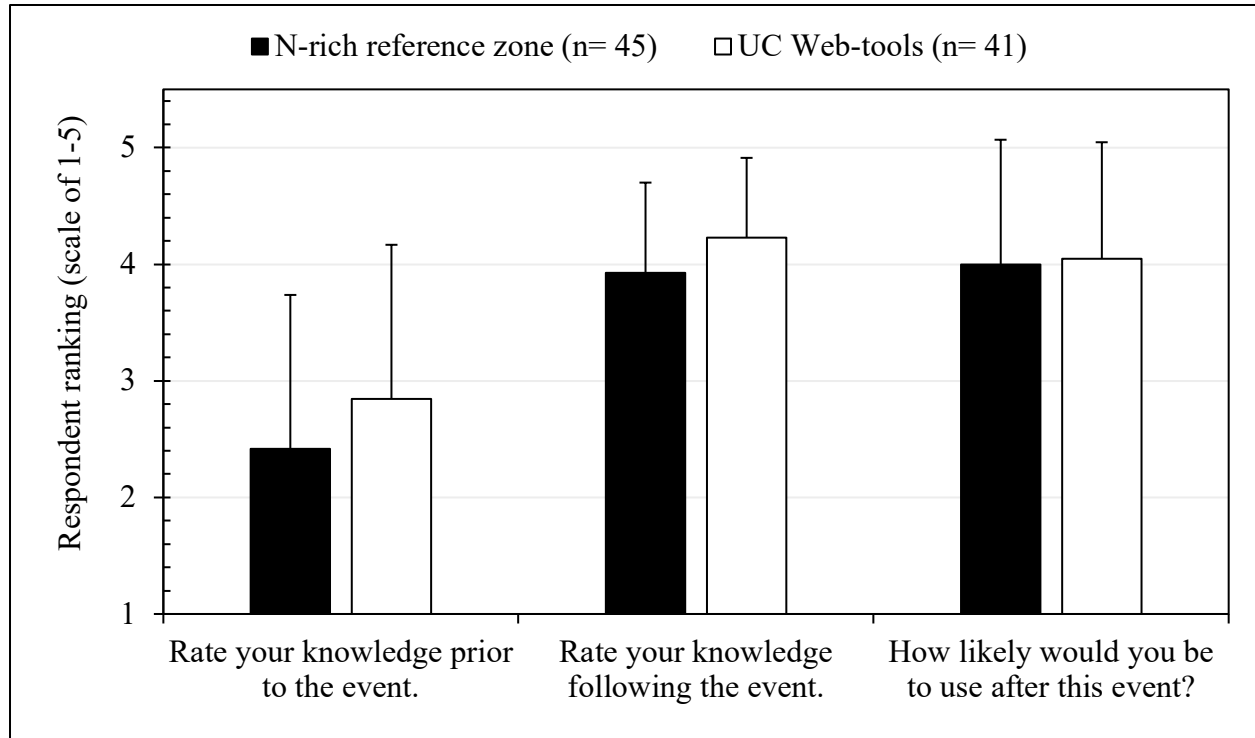 N-rich reference zone (n= 45) UC Web-tools (n= 41)
Respondent ranking (scale of 1-5)
5
4
3
2
1
Rate your knowledge prior
to the event.
Rate your knowledge
following the event.
How likely would you be
to use after this event?